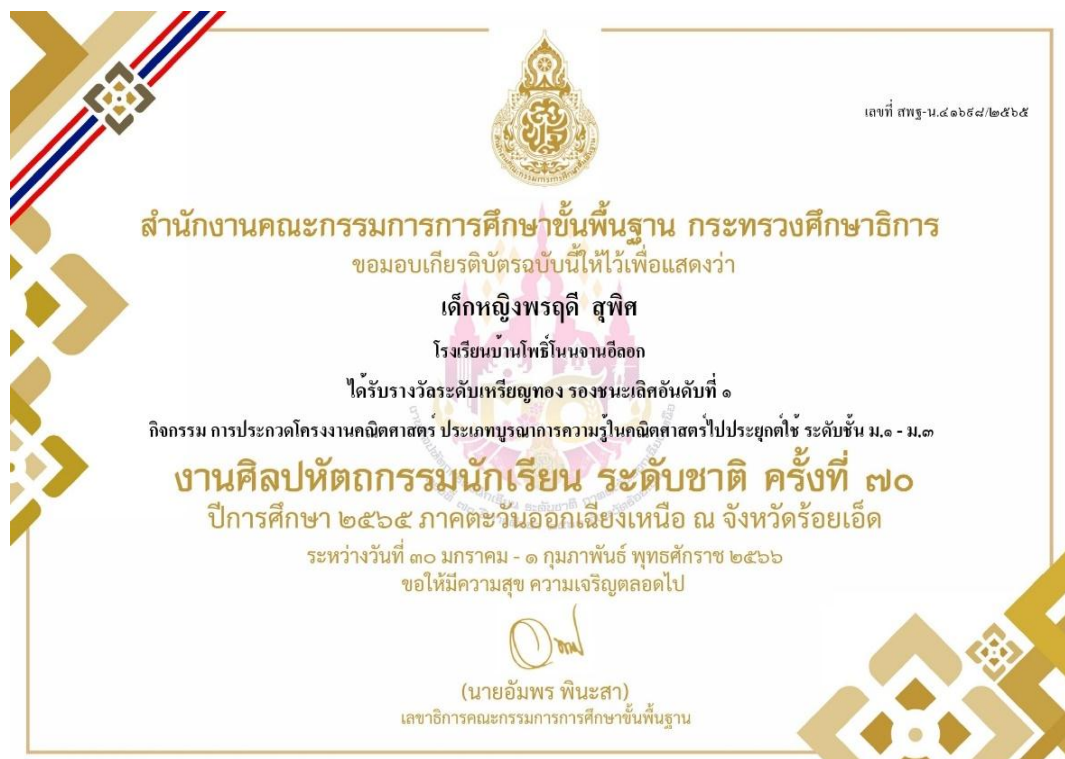 เลขที่ สพฐ-น.๔๑๖๙๘/๒๕๖๕
สำนักงานคณะกรรมการการศึกษาขั้นพื้นฐาน กระทรวงศึกษาธิการ
ขอมอบเกียรติบัตรฉบับนี้ให้ไว้เพื่อแสดงว่า
เด็กหญิงพรฤดี สุพิศ
โรงเรียนบ้านโพธิ์โนนจานอีลอก
ได้รับรางวัลระดับเหรียญทอง รองชนะเลิศอันดับที่ ๑
กิจกรรม การประกวดโครงงานคณิตศาสตร์ ประเภทบูรณาการความรู้ในคณิตศาสตร์ไปประยุกต์ใช้ ระดับชั้น ม.๑ - ม.๓
งานศิลปหัตถกรรมนักเรียน ระดับชาติ ครั้งที่ ๗๐
ปีการศึกษา ๒๕๖๕ ภาคตะวันออกเฉียงเหนือ ณ จังหวัดร้อยเอ็ด
ระหว่างวันที่ ๓๐ มกราคม - ๑ กุมภาพันธ์ พุทธศักราช ๒๕๖๖
ขอให้มีความสุข ความเจริญตลอดไป
(นายอัมพร พินะสา)
เลขาธิการคณะกรรมการการศึกษาขั้นพื้นฐาน